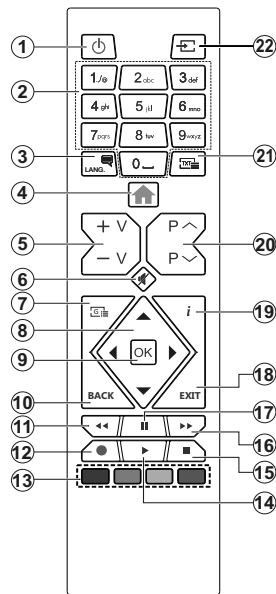 1
22
2
1./@
2abc
3def
4ghi
5jkl
6mno
7pqrs
8tuv
9wxyz
3
LANG.
0
TXT
21
4
5
+ V
- V
P
P
20
6
7
G
i
19
8
9
OK
10
BACK
EXIT
18
17
11
16
12
15
13
14